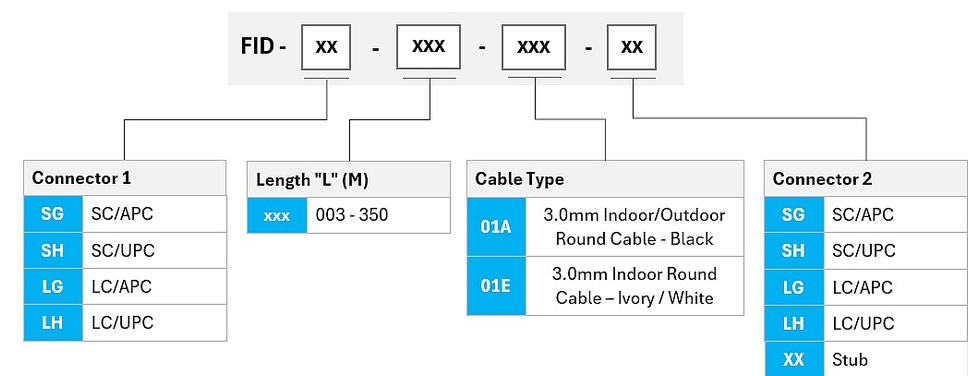 FID - XX - XXX - XXX - XX
Connector 1
SG SC/APC
SH SC/UPC
LG LC/APC
LH LC/UPC
Length "L" (M)
xxx 003 - 350
Cable Type
01A 3.0mm Indoor/Outdoor
Round Cable - Black
01E 3.0mm Indoor Round
Cable – Ivory / White
Connector 2
SG SC/APC
SH SC/UPC
LG LC/APC
LH LC/UPC
XX Stub